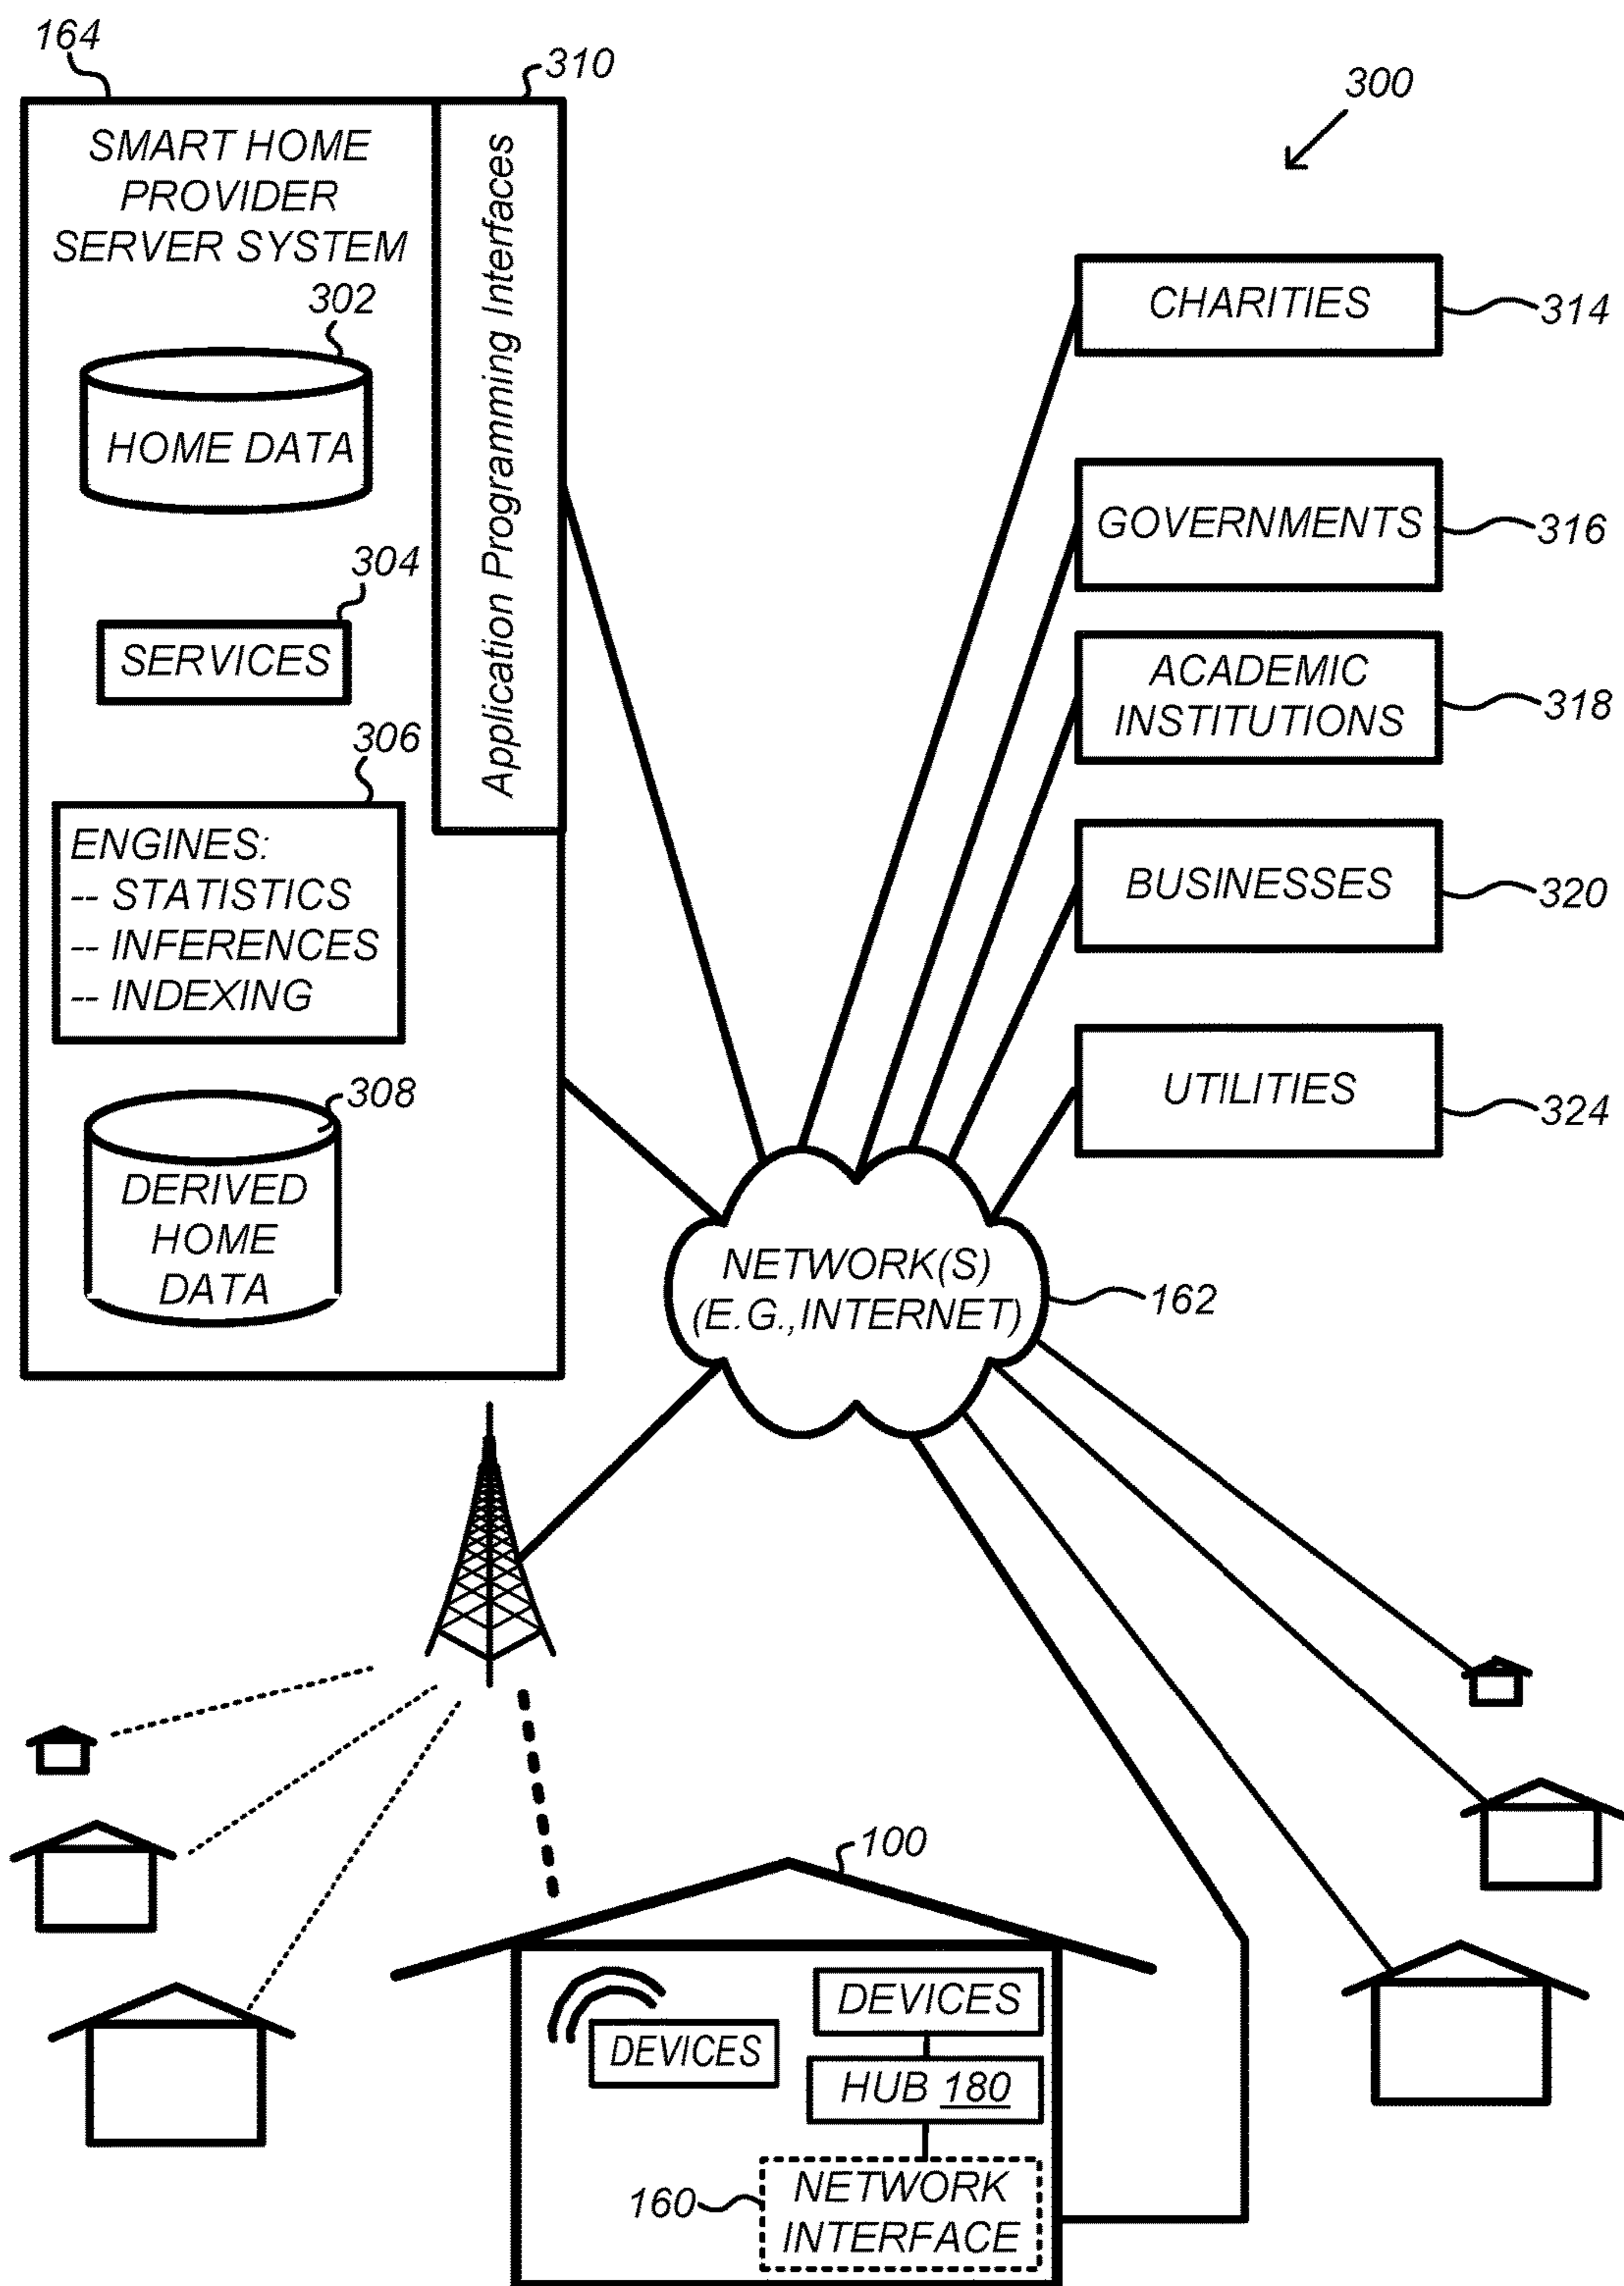 164
310
300
SMART HOME
PROVIDER
SERVER SYSTEM
Application Programming Interfaces
302
HOME DATA
304
SERVICES
306
ENGINES:
-- STATISTICS
-- INFERENCES
-- INDEXING
308
DERIVED
HOME
DATA
CHARITIES
314
GOVERNMENTS
316
ACADEMIC
INSTITUTIONS
318
BUSINESSES
320
UTILITIES
324
NETWORK(S)
(E.G.,INTERNET)
162
100
DEVICES
DEVICES
HUB 180
160
NETWORK
INTERFACE